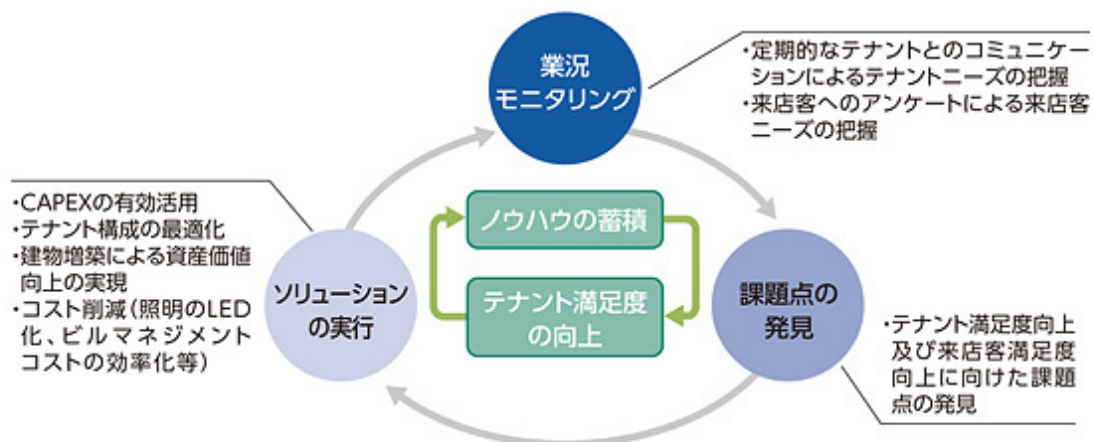 業況
モニタリング
・定期的なテナントとのコミュニケー
ションによるテナントニーズの把握
・来店客へのアンケートによる来店客
ニーズの把握
・CAPEXの有効活用
・テナント構成の最適化
・建物増築による資産価値
向上の実現
・コスト削減(照明のLED
化、ビルマネジメント
コストの効率化等)
ソリューション
の実行
ノウハウの蓄積
テナント満足度
の向上
課題点の
発見
・テナント満足度向上
及び来店客満足度
向上に向けた課題
点の発見